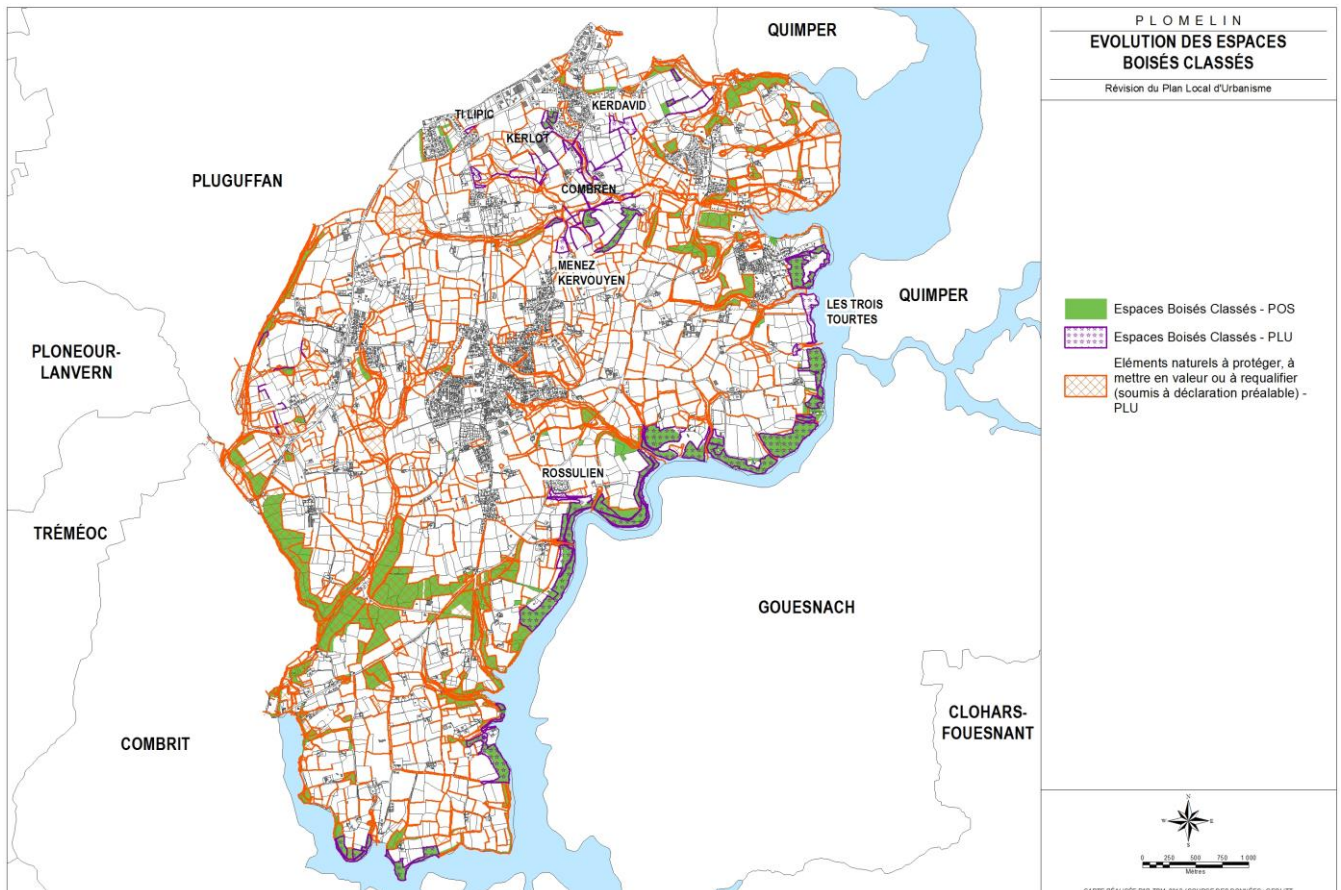 PLOMELIN
EVOLUTION DES ESPACES
BOISÉS CLASSÉS
Révision du Plan Local d'Urbanisme
QUIMPER
KERDAVID
TI LIPIC
KERLOT
PLUGUFFAN
COMBREN
MENEZ
KERVOUYEN
LES TROIS
TOURTES
QUIMPER
PLONEOUR-
LANVERN
ROSSULIEN
TRÉMÉOC
GOUESNACH
COMBRIT
CLOHARS-
FOUESNANT
Espaces Boisés Classés - POS
Espaces Boisés Classés - PLU
Eléments naturels à protéger, à
mettre en valeur ou à requalifier
(soumis à déclaration préalable) -
PLU
N
W
E
S
0 250 500 750 1 000
Mètres